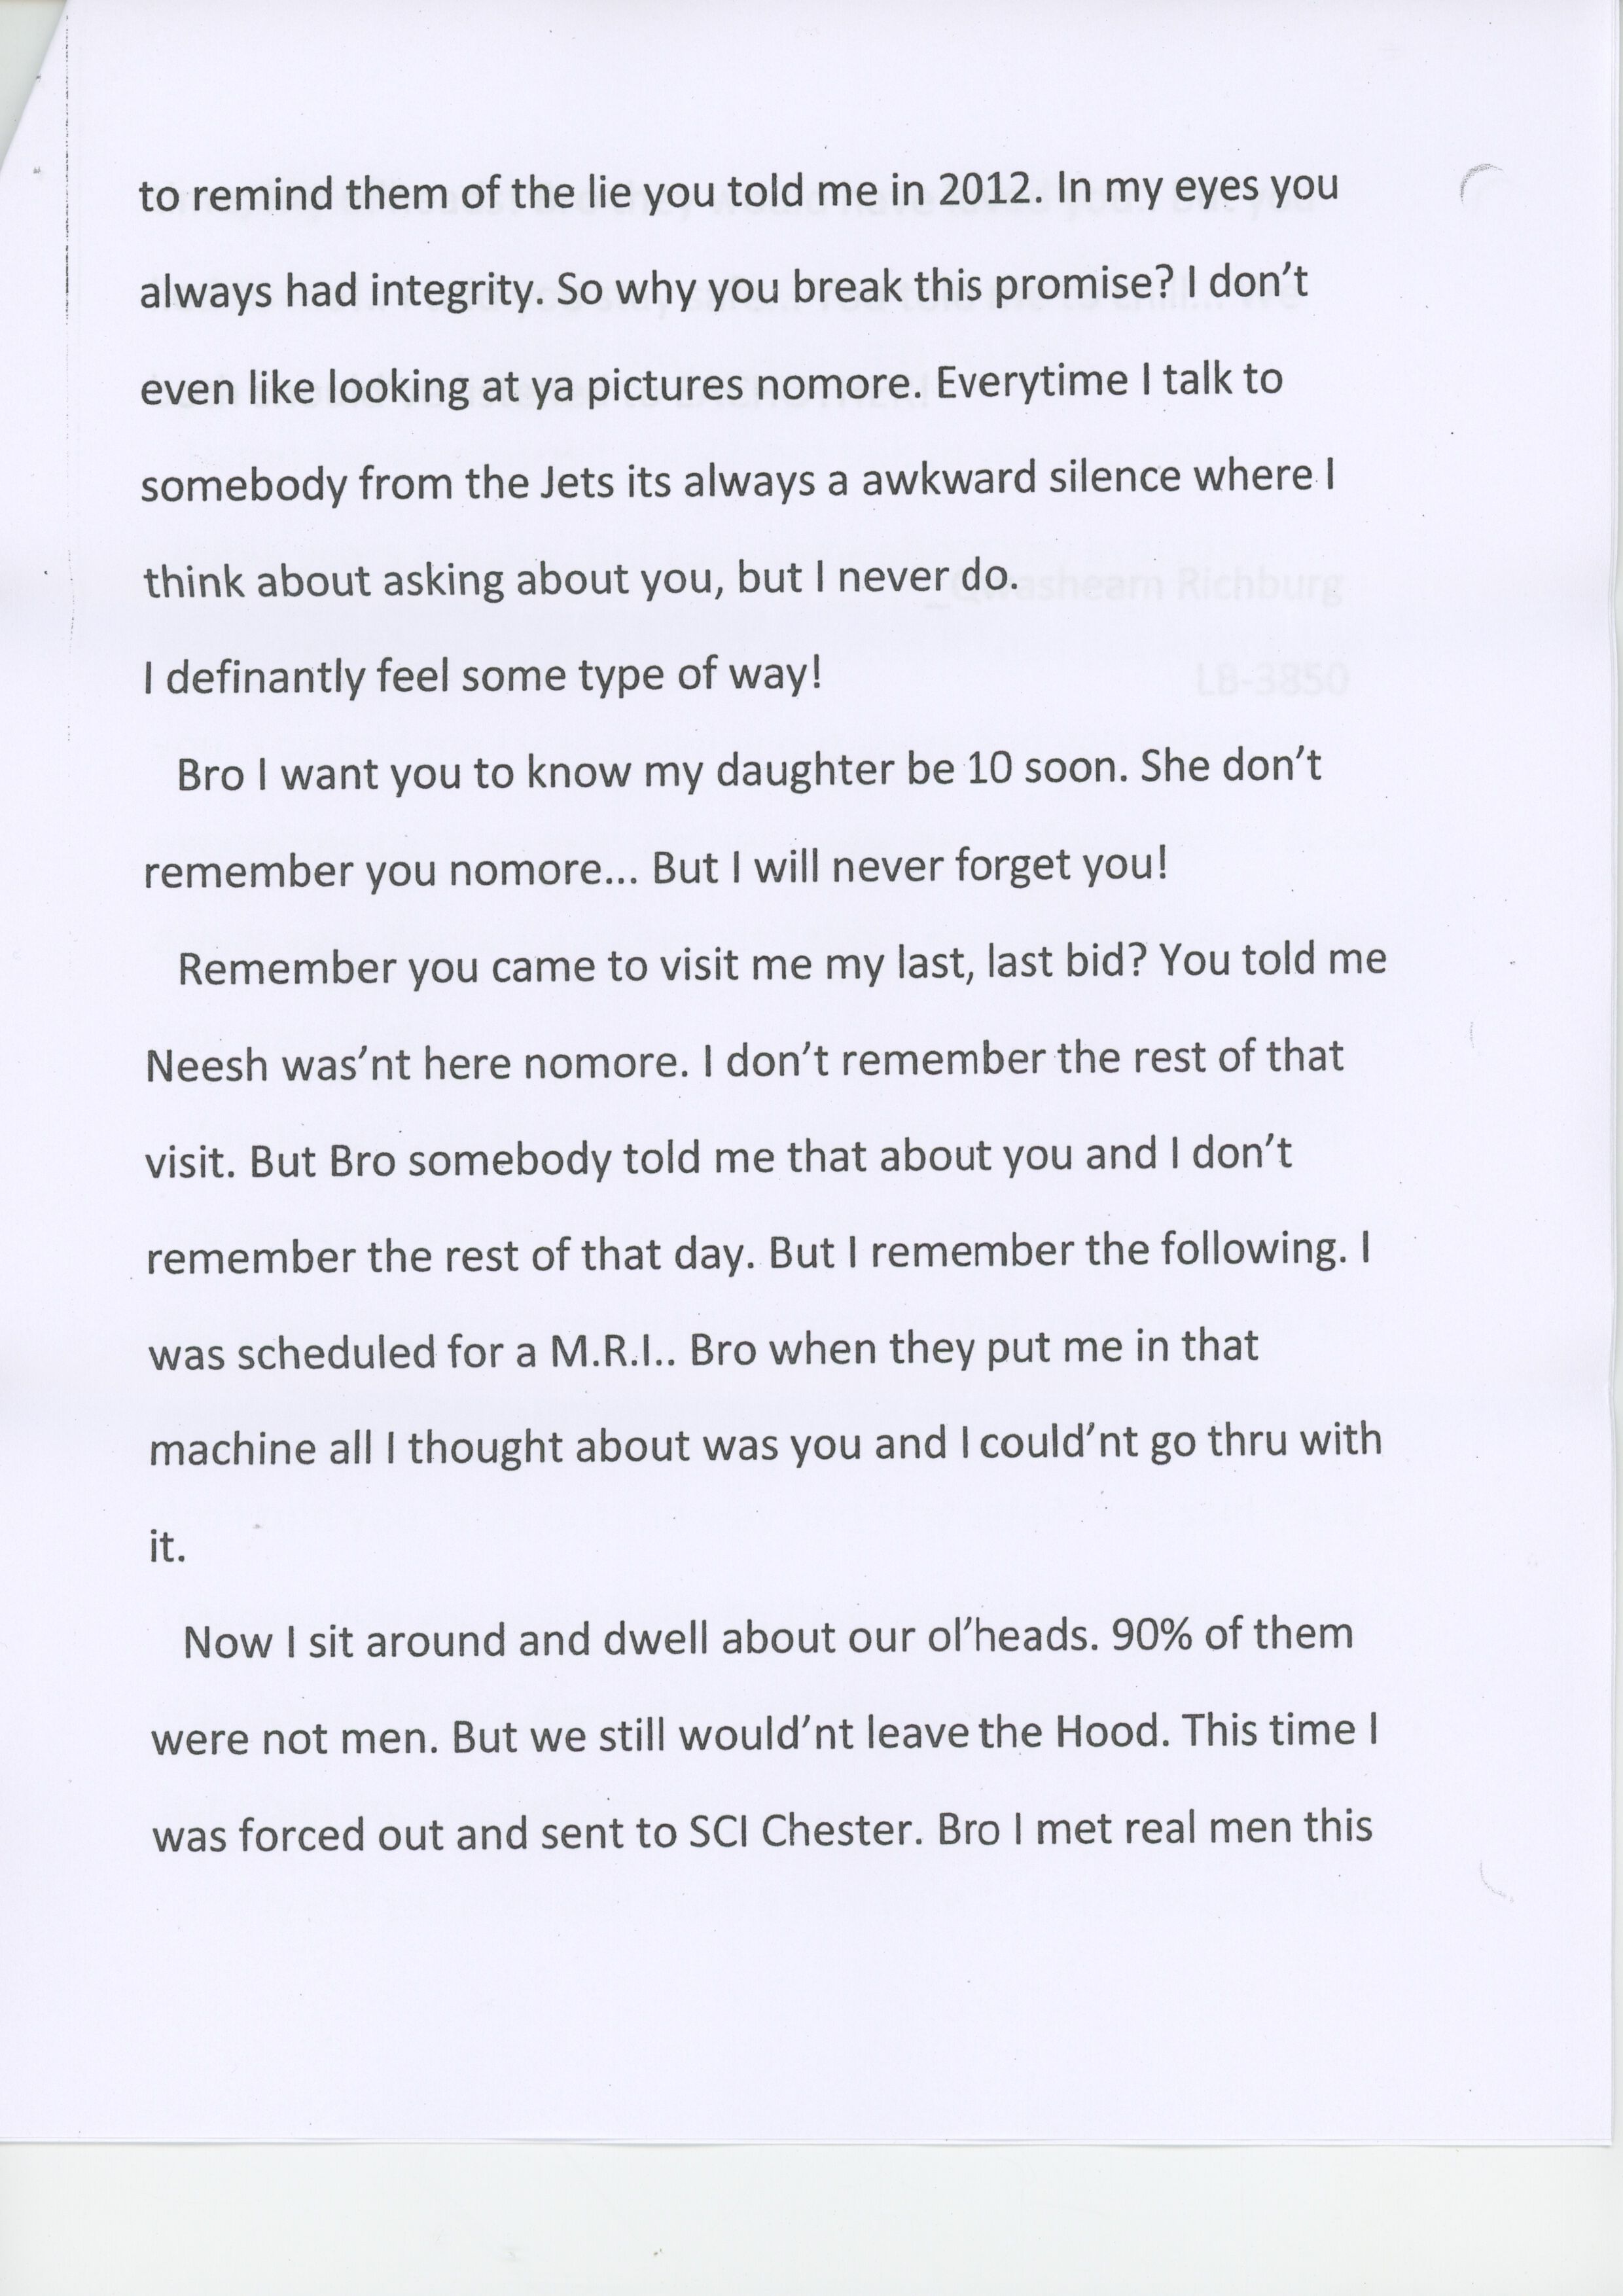 to remind them of the lie you told me in 2012. In my eyes you
always had integrity. So why you break this promise? I don’t
even like looking at ya pictures nomore. Everytime I talk to
somebody from the Jets its always a awkward silence where I
think about asking about you, but I never do.
_Qwasheam Richburg
I definantly feel some type of way!
LB-3850
Bro I want you to know my daughter be 10 soon. She don’t
remember you nomore... But I will never forget you!
Remember you came to visit me my last, last bid? You told me
Neesh was’nt here nomore. I don’t remember the rest of that
visit. But Bro somebody told me that about you and I don’t
remember the rest of that day. But I remember the following. I
was scheduled for a M.R.I.. Bro when they put me in that
machine all I thought about was you and I could’nt go thru with
it.
Now I sit around and dwell about our ol’heads. 90% of them
were not men. But we still would’nt leave the Hood. This time I
was forced out and sent to SCI Chester. Bro I met real men this